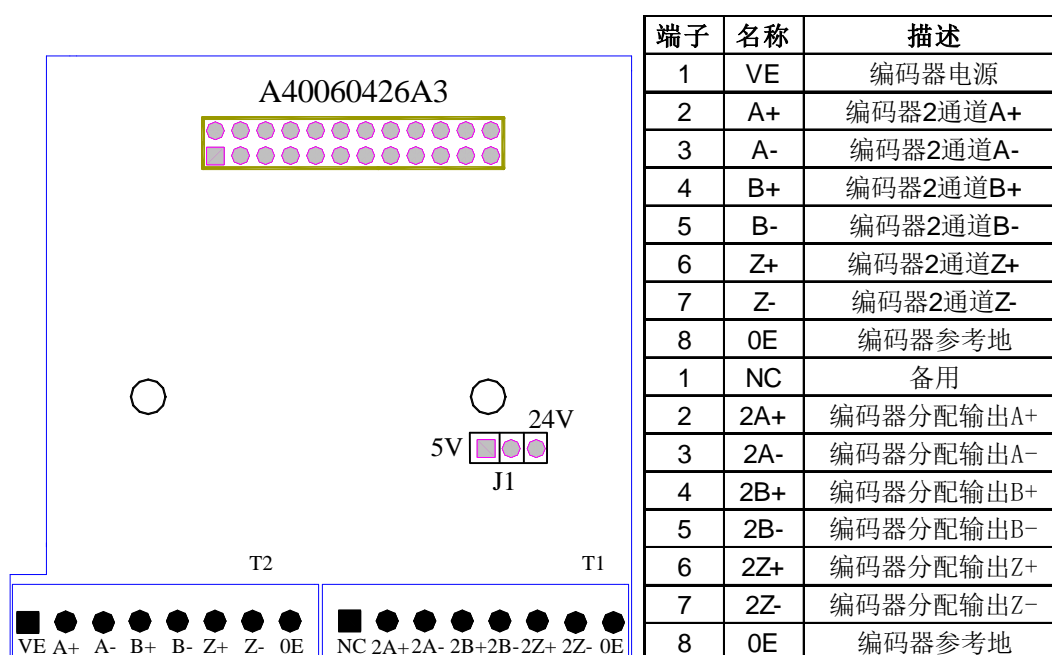 A40060426A3
24V
5V
J1
T2
T1
VE A+ A- B+ B- Z+ Z- 0E
NC 2A+ 2A- 2B+ 2B- 2Z+ 2Z- 0E
端子 名称 描述
1 VE 编码器电源
2 A+ 编码器2通道A+
3 A- 编码器2通道A-
4 B+ 编码器2通道B+
5 B- 编码器2通道B-
6 Z+ 编码器2通道Z+
7 Z- 编码器2通道Z-
8 0E 编码器参考地
1 NC 备用
2 2A+ 编码器分配输出A+
3 2A- 编码器分配输出A-
4 2B+ 编码器分配输出B+
5 2B- 编码器分配输出B-
6 2Z+ 编码器分配输出Z+
7 2Z- 编码器分配输出Z-
8 0E 编码器参考地